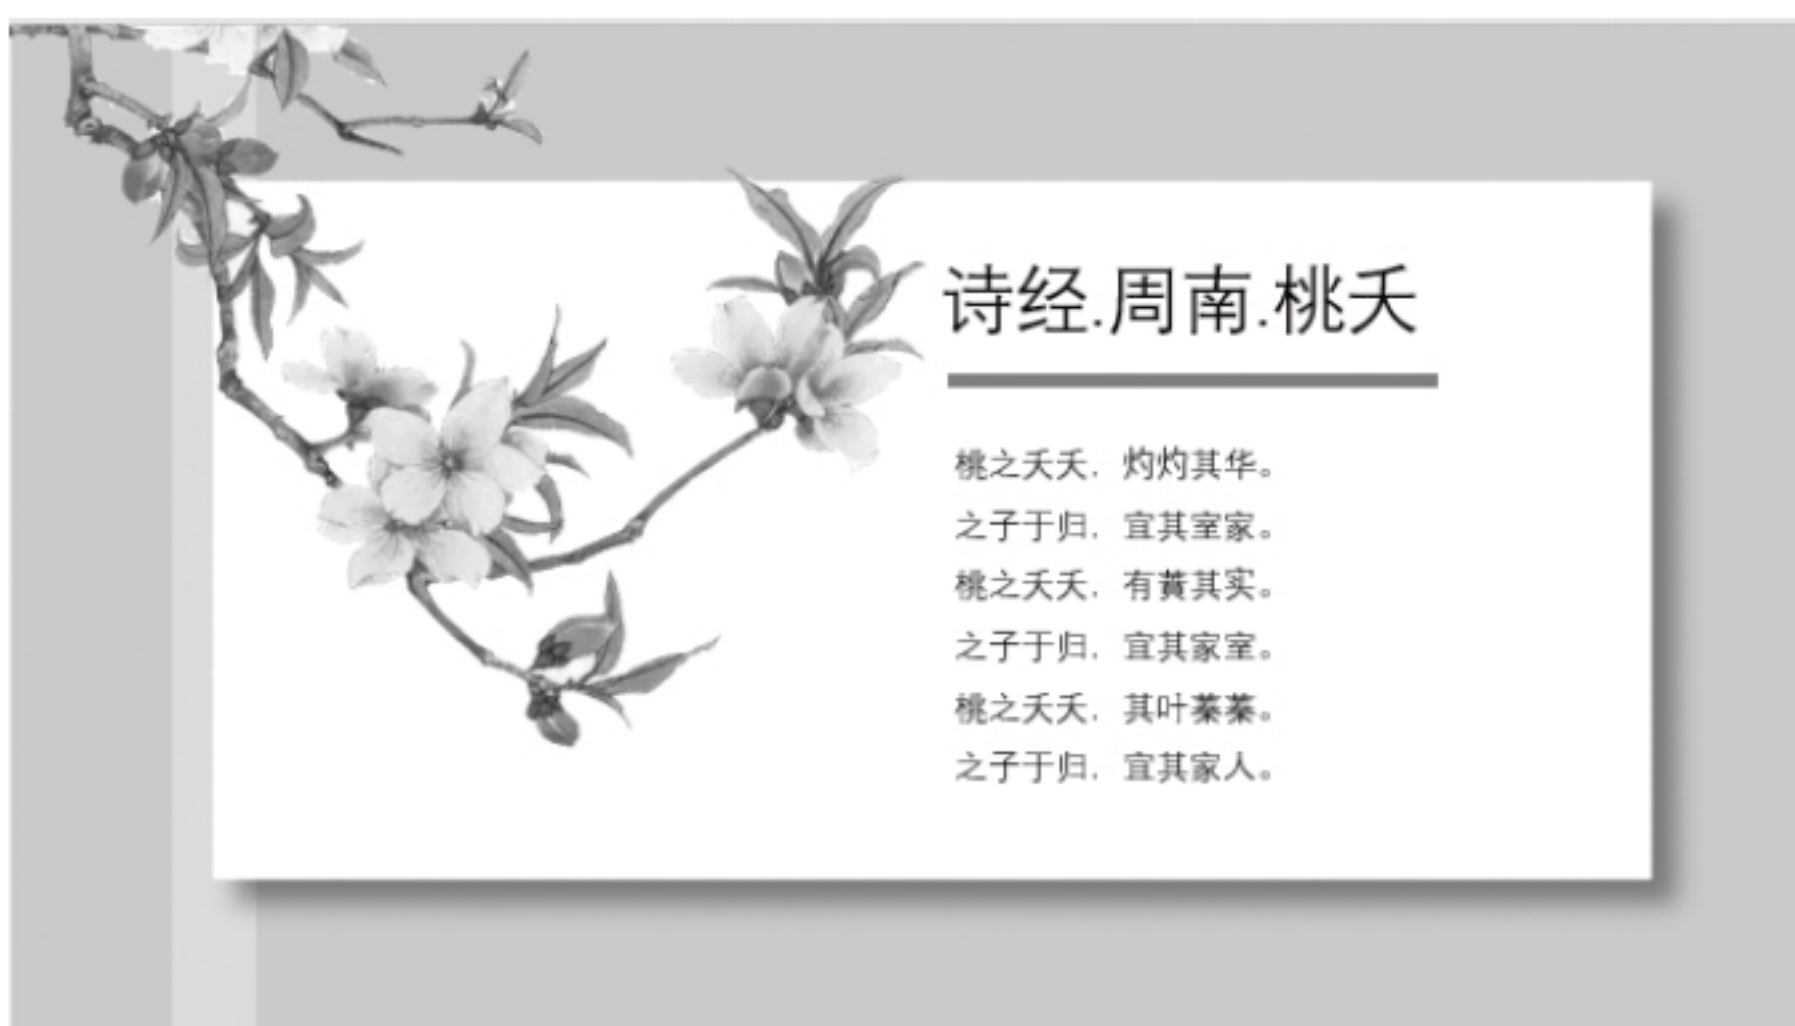 诗经.周南.桃夭
桃之夭夭，灼灼其华。
之子于归，宜其室家。
桃之夭夭，有蕡其实。
之子于归，宜其家室。
桃之夭夭，其叶蓁蓁。
之子于归，宜其家人。